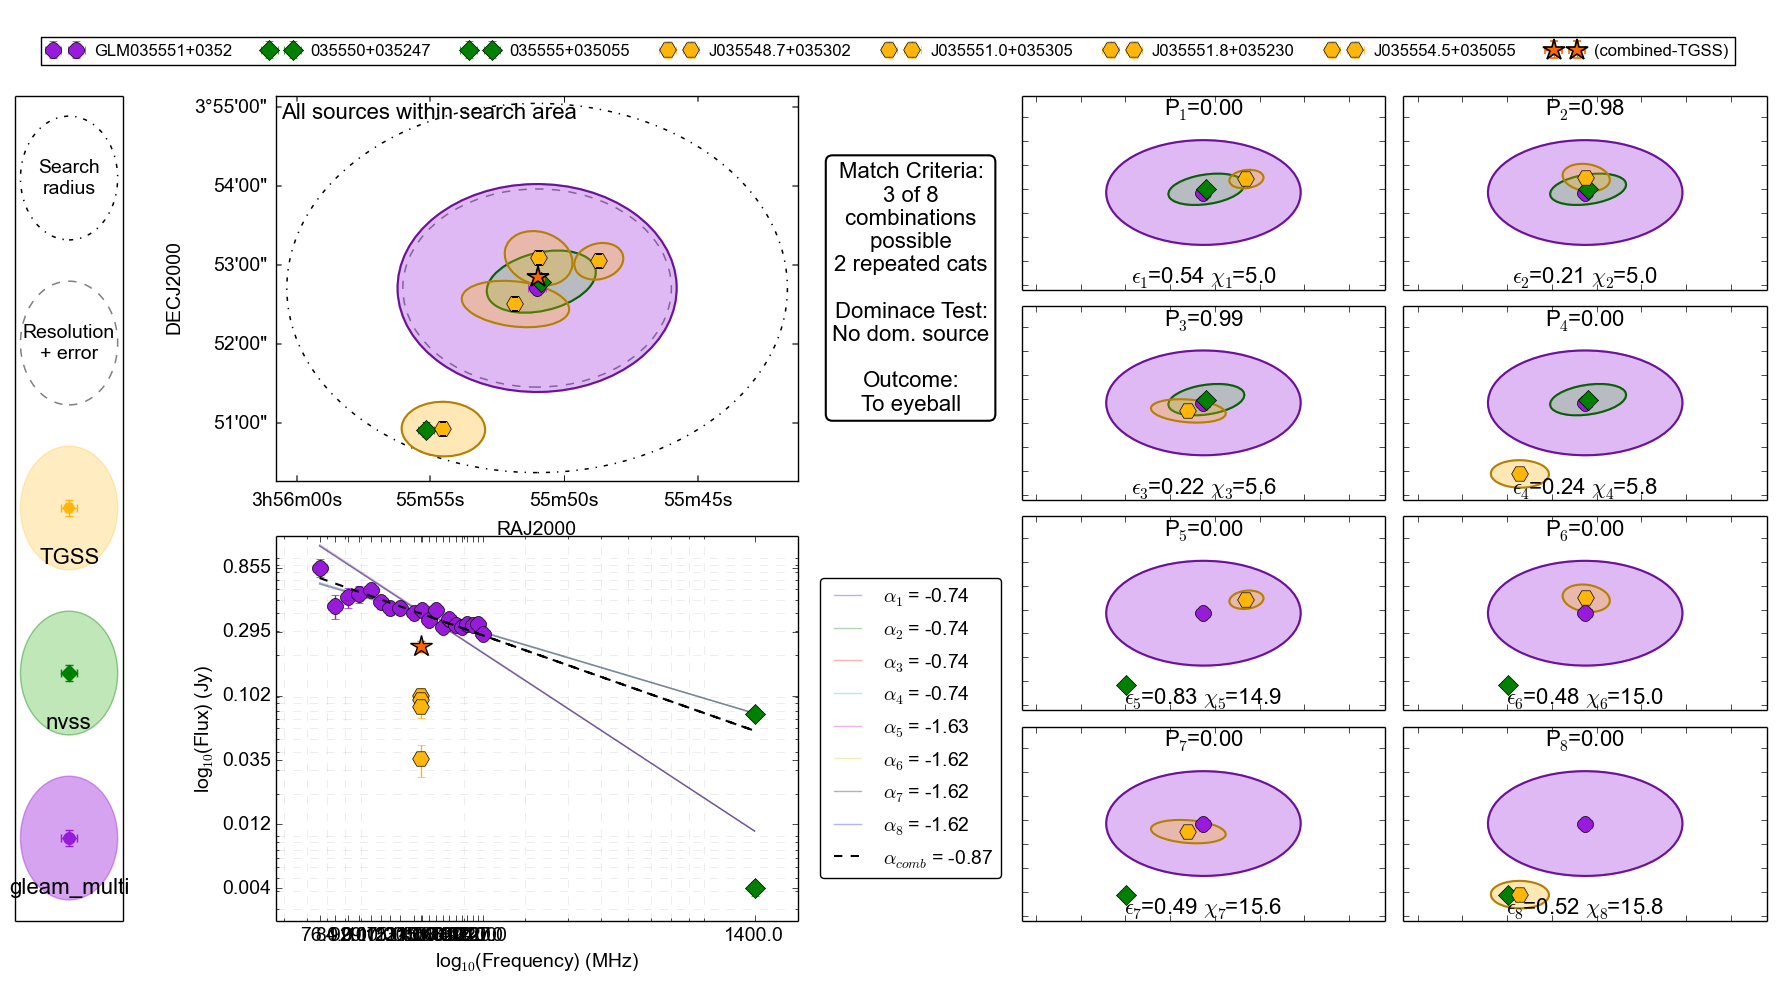 GLM035551+0352 035550+035247 035555+035055 J035548.7+035302 J035551.0+035305 J035551.8+035230 J035554.5+035055 (combined-TGSS)
Search
radius
Resolution
+ error
TGSS
nvss
gleam_multi
All sources within search area
3°55'00"
54'00"
53'00"
52'00"
51'00"
DECJ2000
3h56m00s 55m55s 55m50s 55m45s
RAJ2000
Match Criteria:
3 of 8
combinations
possible
2 repeated cats
Dominace Test:
No dom. source
Outcome:
To eyeball
0.855
0.295
0.102
0.035
0.012
0.004
log₁₀(Flux) (Jy)
1400.0
log₁₀(Frequency) (MHz)
α₁ = -0.74
α₂ = -0.74
α₃ = -0.74
α₄ = -0.74
α₅ = -1.63
α₆ = -1.62
α₇ = -1.62
α₈ = -1.62
α_comb = -0.87
P₁=0.00
ϵ₁=0.54 χ₁=5.0
P₂=0.98
ϵ₂=0.21 χ₂=5.0
P₃=0.99
ϵ₃=0.22 χ₃=5.6
P₄=0.00
ϵ₄=0.24 χ₄=5.8
P₅=0.00
ϵ₅=0.83 χ₅=14.9
P₆=0.00
ϵ₆=0.48 χ₆=15.0
P₇=0.00
ϵ₇=0.49 χ₇=15.6
P₈=0.00
ϵ₈=0.52 χ₈=15.8